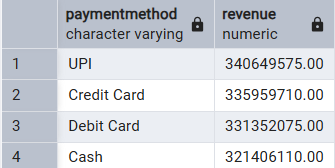 paymentmethod revenue
character varying numeric
1 UPI 340649575.00
2 Credit Card 335959710.00
3 Debit Card 331352075.00
4 Cash 321406110.00